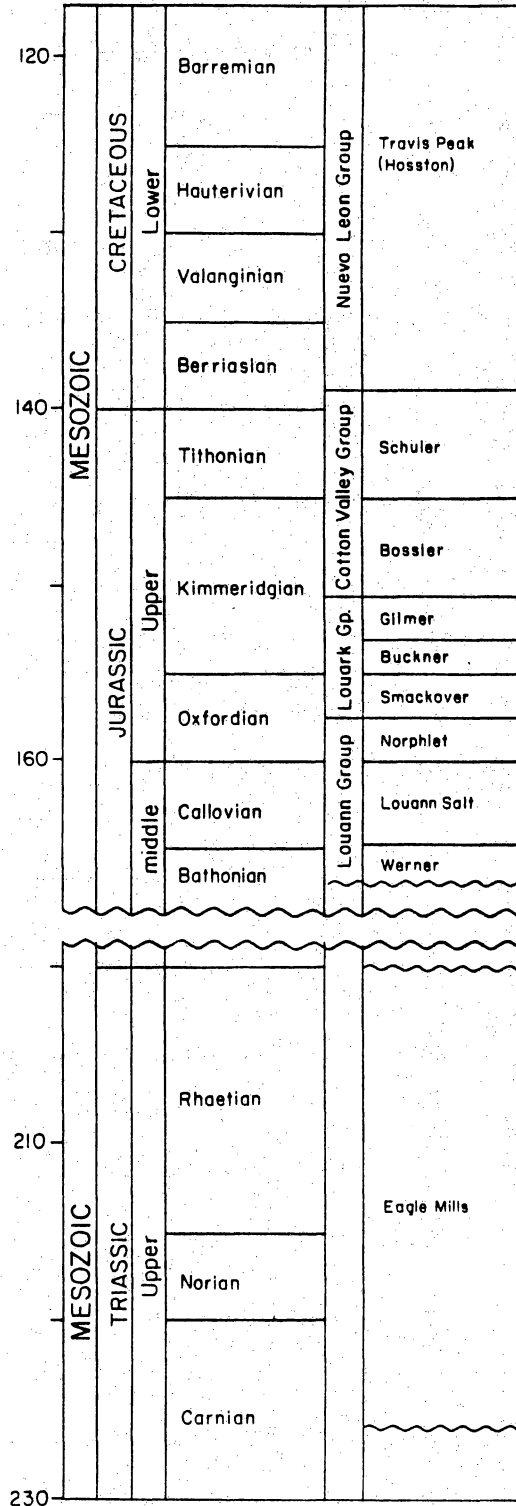 120
140
160
210
230
MESOZOIC
MESOZOIC
CRETACEOUS
JURASSIC
TRIASSIC
Lower
Upper
middle
Upper
Barremian
Hauterivian
Valanginian
Berriasian
Tithonian
Kimmeridgian
Oxfordian
Callovian
Bathonian
Rhaetian
Norian
Carnian
Nuevo Leon Group
Cotton Valley Group
Louark Gp.
Louann Group
Travis Peak
(Hosston)
Schuler
Bossier
Gilmer
Buckner
Smackover
Norphlet
Louann Salt
Werner
Eagle Mills